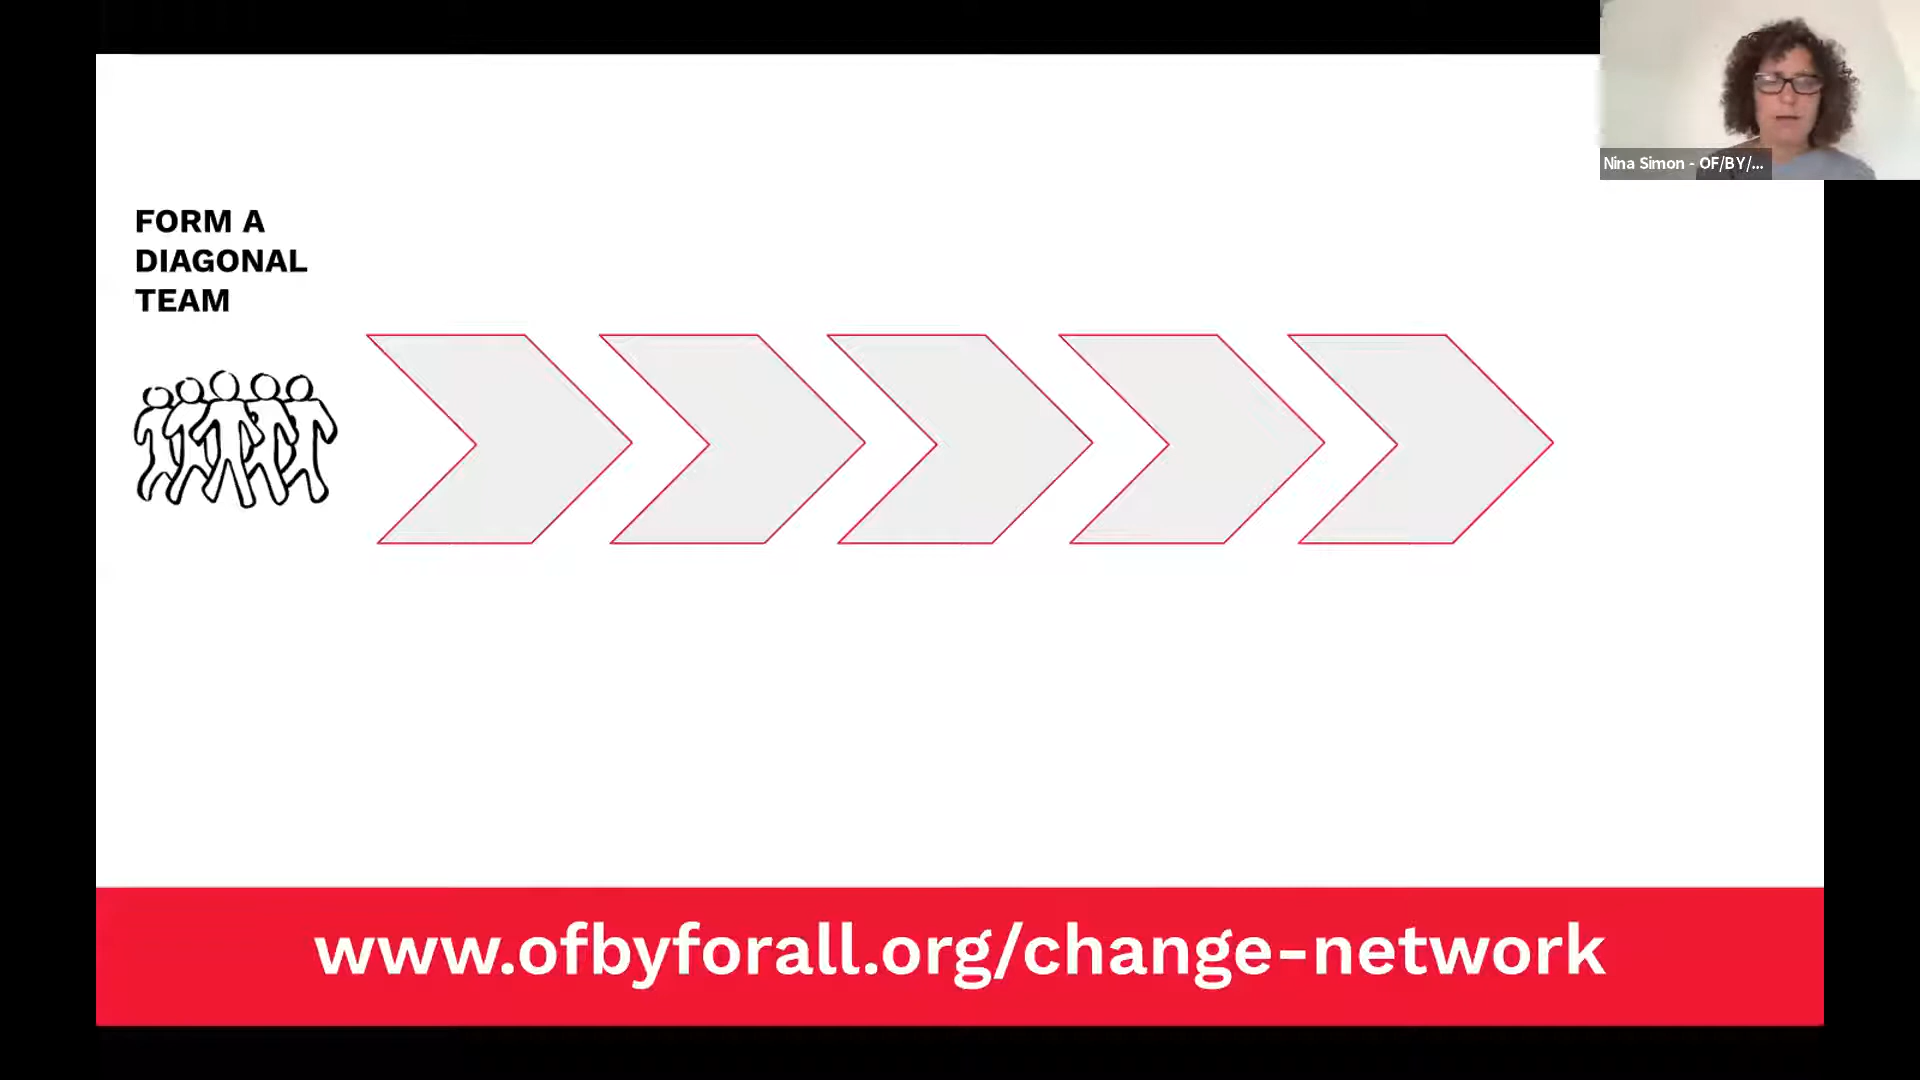 Nina Simon - OF/BY/...
FORM A
DIAGONAL
TEAM
www.ofbyforall.org/change-network